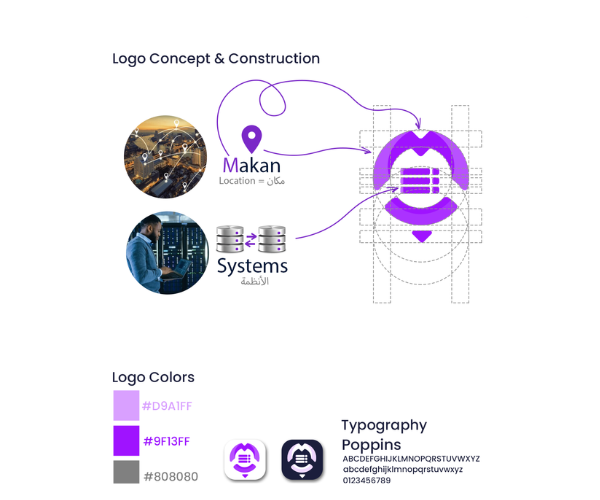 Logo Concept & Construction
Makan
Location = مكان
Systems
الأنظمة
Logo Colors
#D9A1FF
#9F13FF
#808080
Typography
Poppins
ABCDEFGHIJKLMNOPQRSTUVWXYZ
abcdefghijklmnopqrstuvwxyz
0123456789